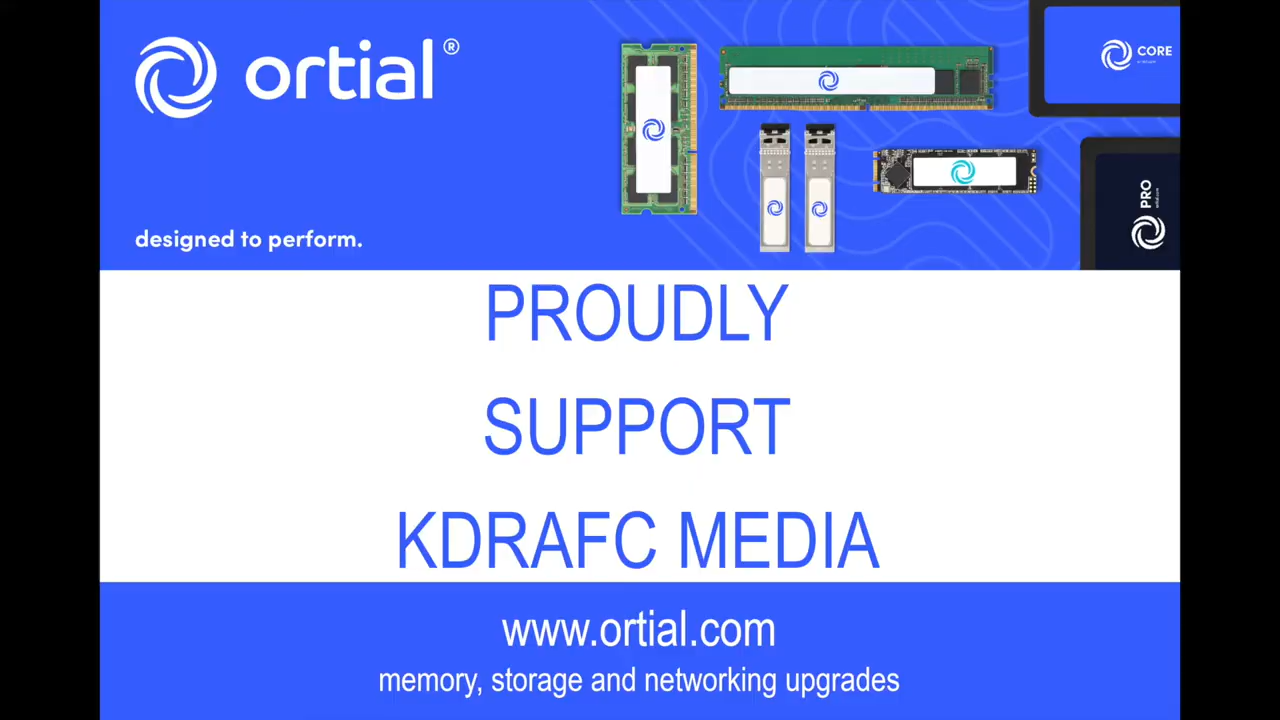 ortial®
CORE
PRO
designed to perform.
PROUDLY
SUPPORT
KDRAFC MEDIA
www.ortial.com
memory, storage and networking upgrades